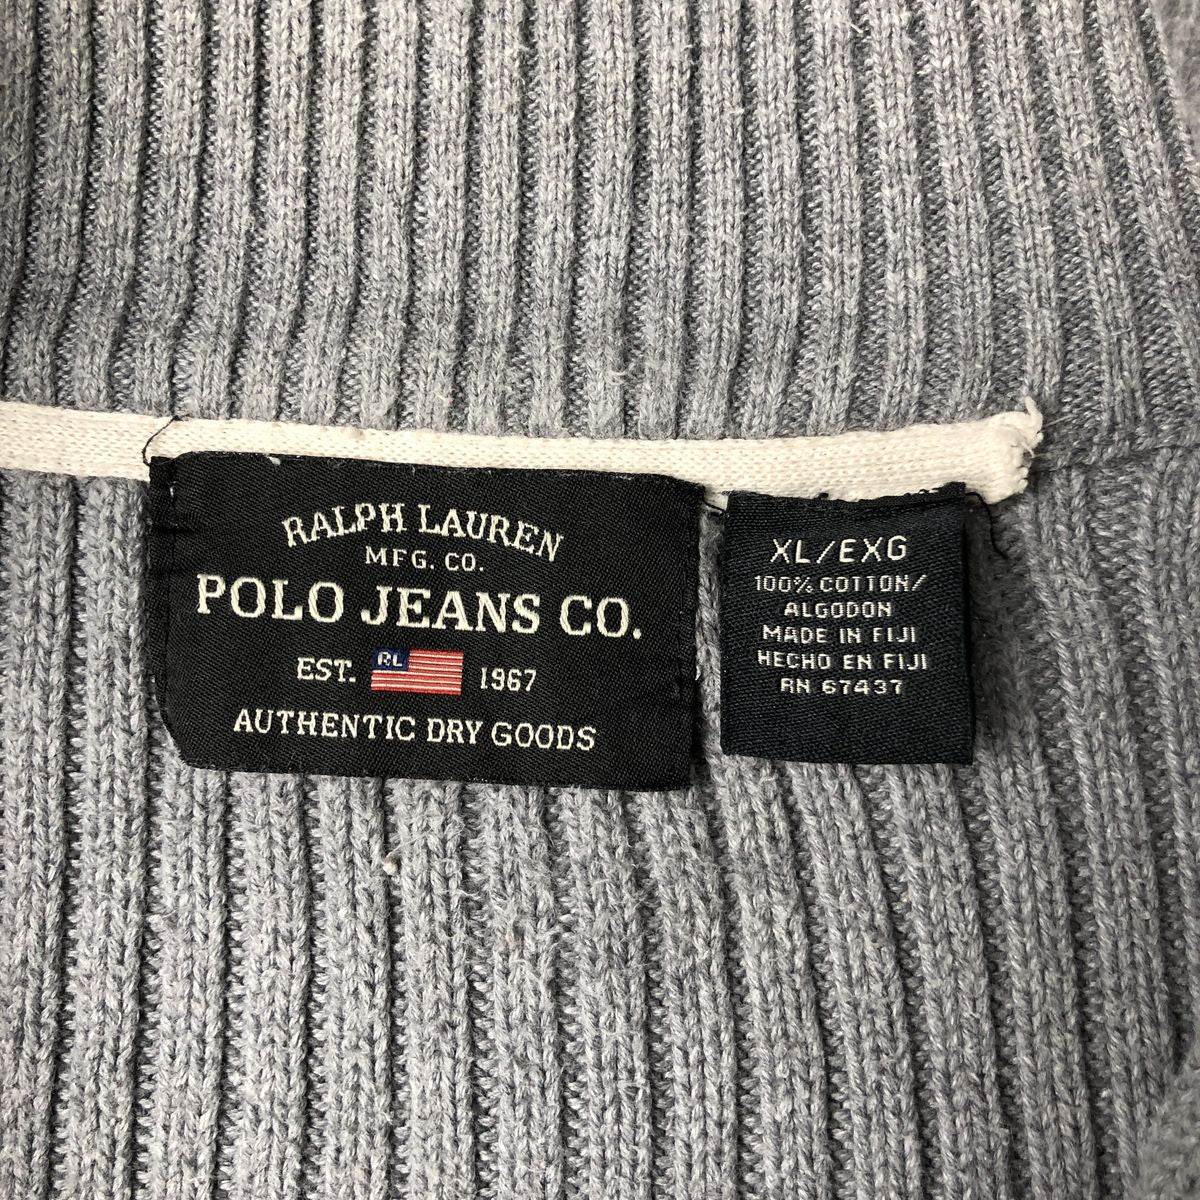 RALPH LAUREN
MFG. CO.
POLO JEANS CO.
EST. RL 1967
AUTHENTIC DRY GOODS
XL/EXG
100% COTTON/
ALGODON
MADE IN FIJI
HECHO EN FIJI
RN 67437